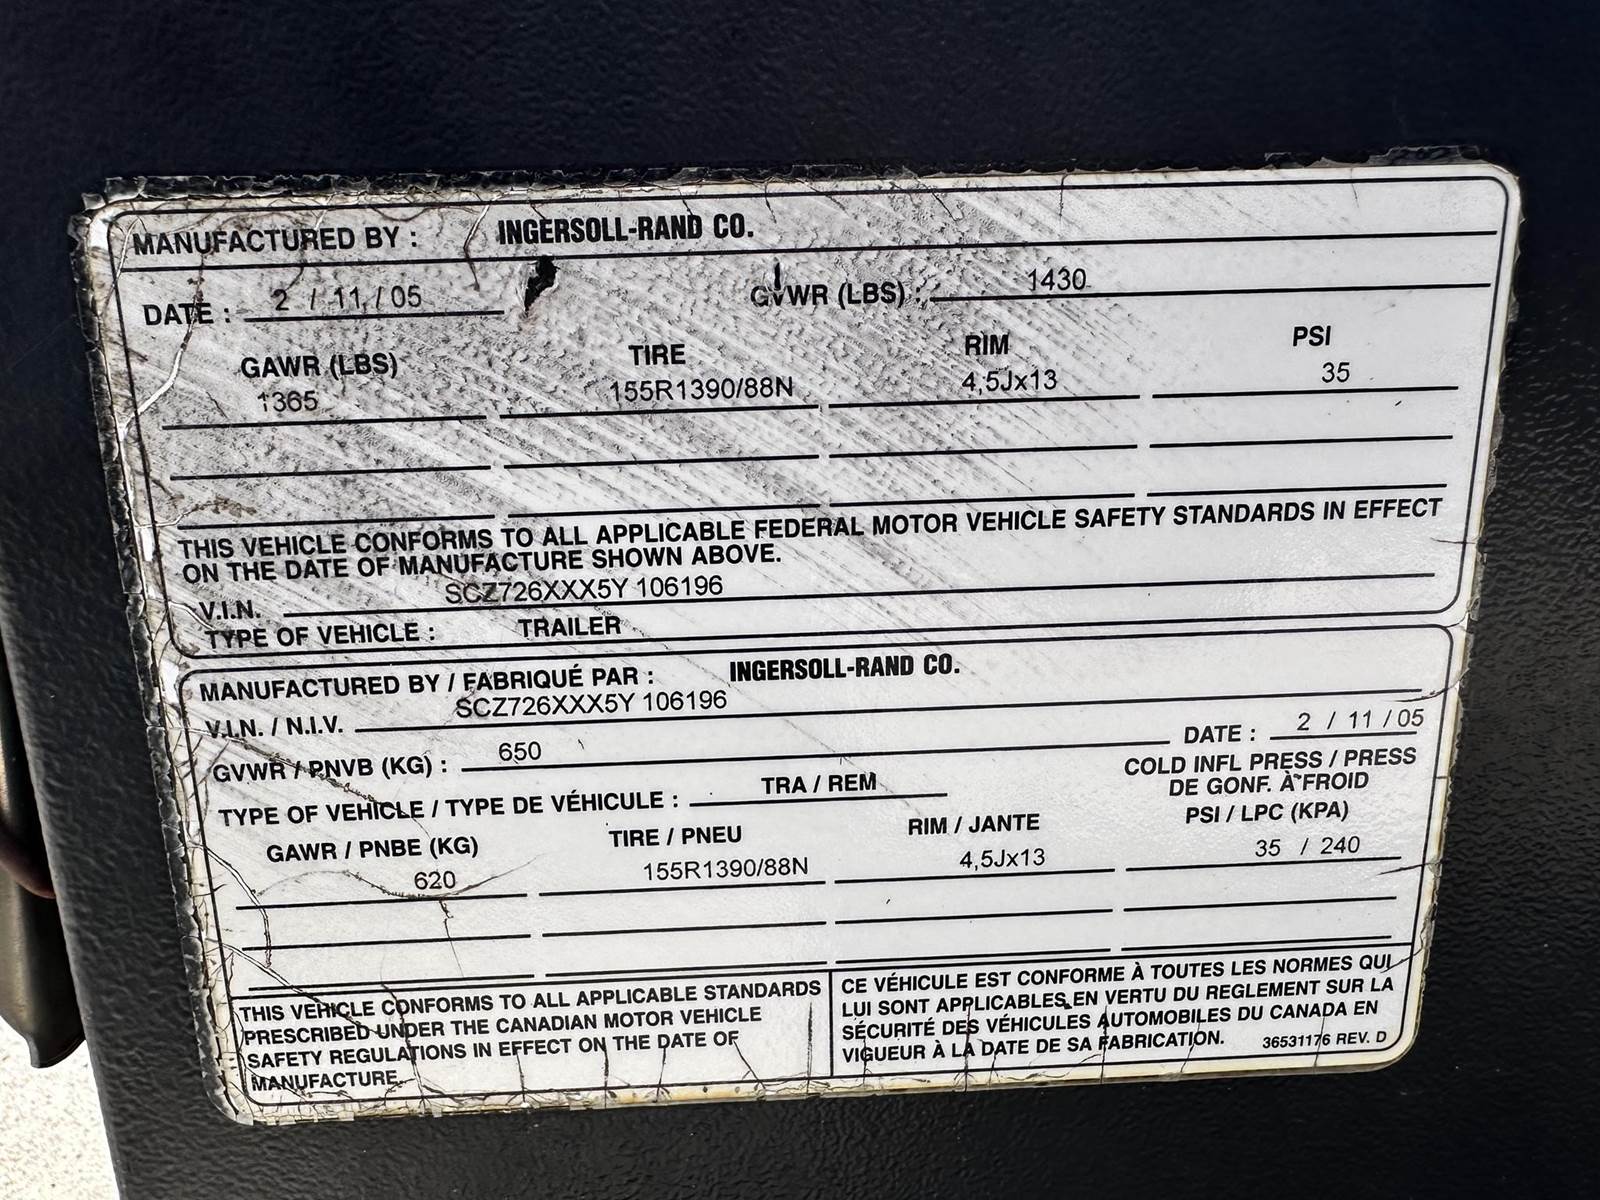 MANUFACTURED BY : INGERSOLL-RAND CO.
DATE : 2 / 11 / 05 GVWR (LBS) : 1430
GAWR (LBS) TIRE RIM PSI
1365 155R1390/88N 4,5Jx13 35
THIS VEHICLE CONFORMS TO ALL APPLICABLE FEDERAL MOTOR VEHICLE SAFETY STANDARDS IN EFFECT
ON THE DATE OF MANUFACTURE SHOWN ABOVE.
V.I.N. SCZ726XXX5Y 106196
TYPE OF VEHICLE : TRAILER
MANUFACTURED BY / FABRIQUÉ PAR : INGERSOLL-RAND CO.
V.I.N. / N.I.V. SCZ726XXX5Y 106196
GVWR / PNVB (KG) : 650 DATE : 2 / 11 / 05
TYPE OF VEHICLE / TYPE DE VÉHICULE : TRA / REM
COLD INFL PRESS / PRESS
DE GONF. À FROID
GAWR / PNBE (KG) TIRE / PNEU RIM / JANTE PSI / LPC (KPA)
620 155R1390/88N 4,5Jx13 35 / 240
THIS VEHICLE CONFORMS TO ALL APPLICABLE STANDARDS
PRESCRIBED UNDER THE CANADIAN MOTOR VEHICLE
SAFETY REGULATIONS IN EFFECT ON THE DATE OF
MANUFACTURE.
CE VÉHICULE EST CONFORME À TOUTES LES NORMES QUI
LUI SONT APPLICABLES EN VERTU DU REGLEMENT SUR LA
SÉCURITÉ DES VÉHICULES AUTOMOBILES DU CANADA EN
VIGUEUR À LA DATE DE SA FABRICATION. 36531176 REV. D